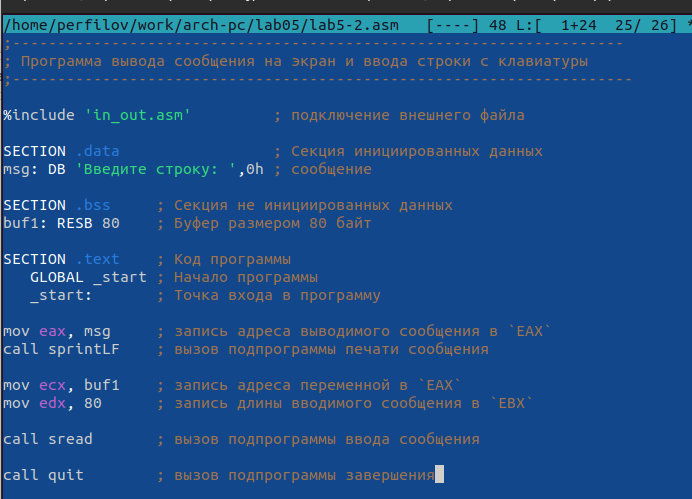 /home/perfilov/work/arch-pc/lab05/lab5-2.asm [----] 48 L:[ 1+24 25/ 26] *
;--------------------------------------------------------------------
; Программа вывода сообщения на экран и ввода строки с клавиатуры
;---------------------------------------------------------------------
%include 'in_out.asm' ; подключение внешнего файла
SECTION .data ; Секция инициированных данных
msg: DB 'Введите строку: ',0h ; сообщение
SECTION .bss ; Секция не инициированных данных
buf1: RESB 80 ; Буфер размером 80 байт
SECTION .text ; Код программы
GLOBAL _start ; Начало программы
_start: ; Точка входа в программу
mov eax, msg ; запись адреса выводимого сообщения в `EAX`
call sprintLF ; вызов подпрограммы печати сообщения
mov ecx, buf1 ; запись адреса переменной в `EAX`
mov edx, 80 ; запись длины вводимого сообщения в `EBX`
call sread ; вызов подпрограммы ввода сообщения
call quit ; вызов подпрограммы завершения